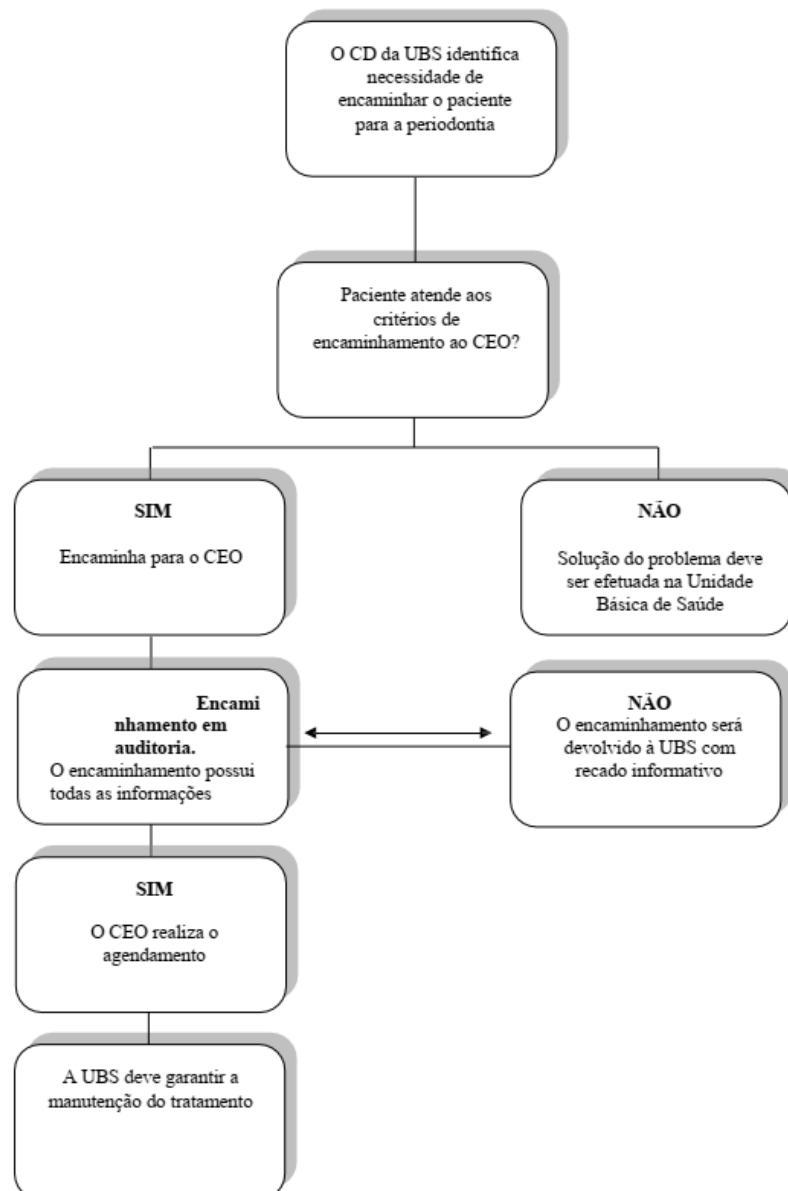 O CD da UBS identifica
necessidade de
encaminhar o paciente
para a periodontia
Paciente atende aos
critérios de
encaminhamento ao CEO?
SIM
Encaminha para o CEO
NÃO
Solução do problema deve
ser efetuada na Unidade
Básica de Saúde
Encami
nhamento em
auditoria.
O encaminhamento possui
todas as informações
NÃO
O encaminhamento será
devolvido à UBS com
recado informativo
SIM
O CEO realiza o
agendamento
A UBS deve garantir a
manutenção do tratamento